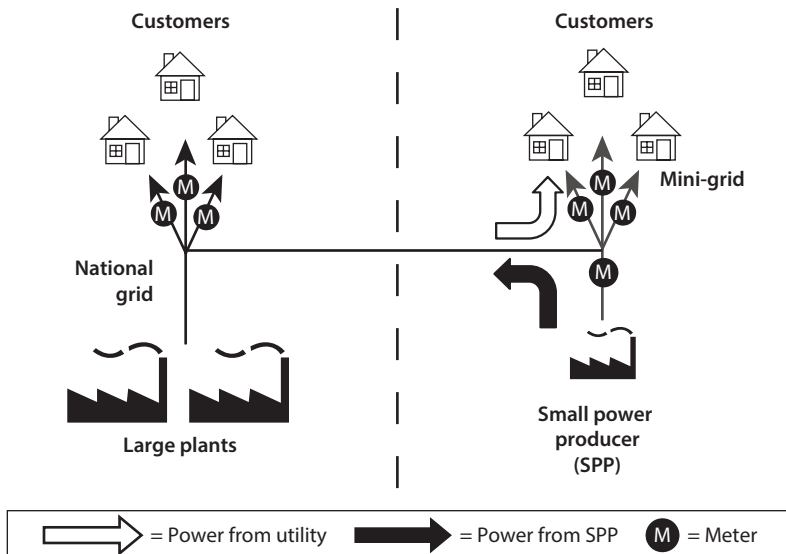 Customers
Customers
M
M
M
M
M
M
Mini-grid
National
grid
M
Large plants
Small power
producer
(SPP)
= Power from utility
= Power from SPP
M = Meter